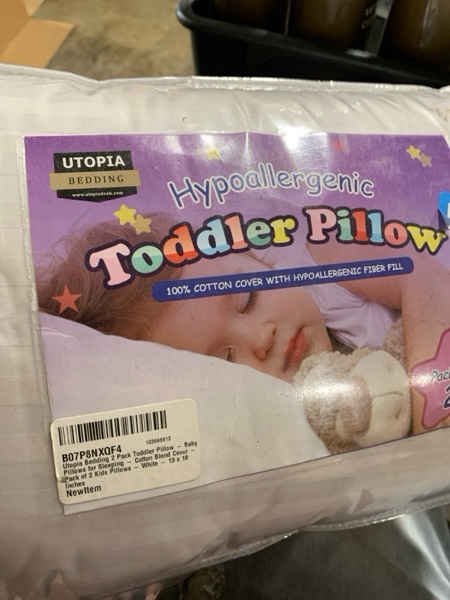 UTOPIA
BEDDING
www.utopiadeals.com
Hypoallergenic
Toddler Pillow
100% COTTON COVER WITH HYPOALLERGENIC FIBER FILL
Pack
2
B07P8NXQF4
Utopia Bedding 2 Pack Toddler Pillow - Baby
Pillows for Sleeping - Cotton Blend Cover -
Pack of 2 Kids Pillows - White - 13 x 18
Inches
NewItem